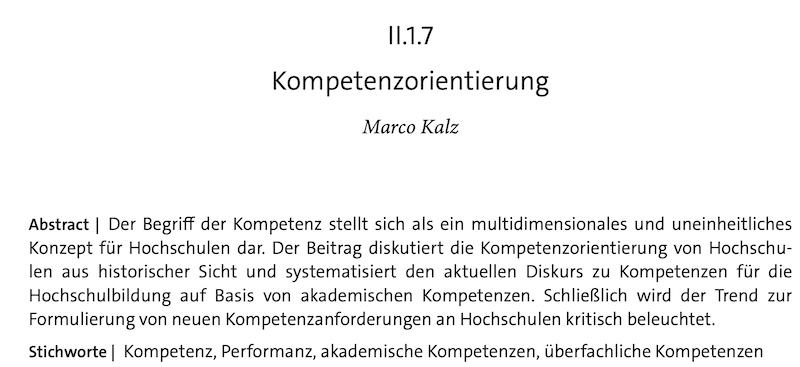 II.1.7
Kompetenzorientierung
Marco Kalz
Abstract | Der Begriff der Kompetenz stellt sich als ein multidimensionales und uneinheitliches
Konzept für Hochschulen dar. Der Beitrag diskutiert die Kompetenzorientierung von Hochschu-
len aus historischer Sicht und systematisiert den aktuellen Diskurs zu Kompetenzen für die
Hochschulbildung auf Basis von akademischen Kompetenzen. Schließlich wird der Trend zur
Formulierung von neuen Kompetenzanforderungen an Hochschulen kritisch beleuchtet.
Stichworte | Kompetenz, Performanz, akademische Kompetenzen, überfachliche Kompetenzen